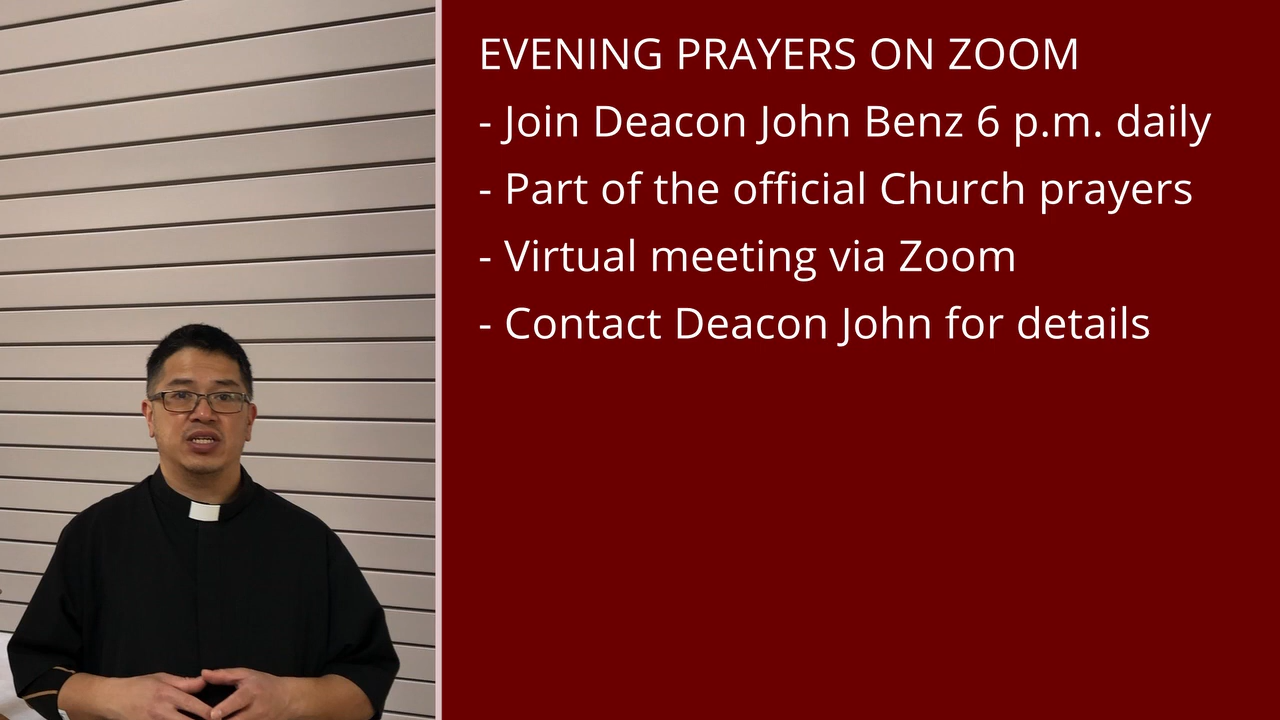 EVENING PRAYERS ON ZOOM
- Join Deacon John Benz 6 p.m. daily
- Part of the official Church prayers
- Virtual meeting via Zoom
- Contact Deacon John for details